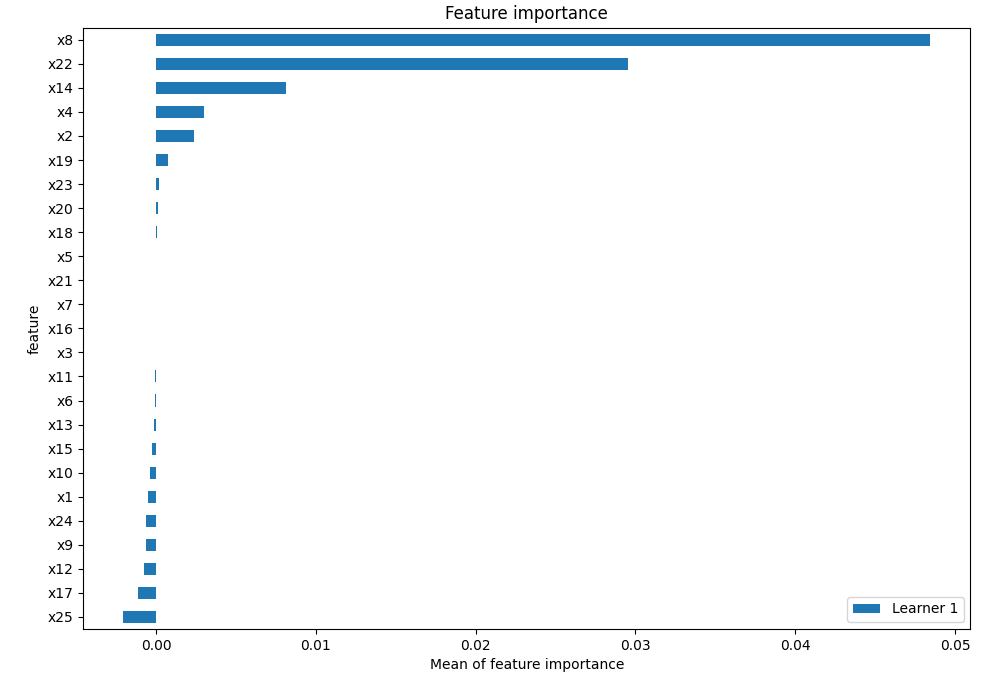 Feature importance
x8
x22
x14
x4
x2
x19
x23
x20
x18
x5
x21
x7
x16
x3
x11
x6
x13
x15
x10
x1
x24
x9
x12
x17
x25
feature
Learner 1
0.00 0.01 0.02 0.03 0.04 0.05
Mean of feature importance